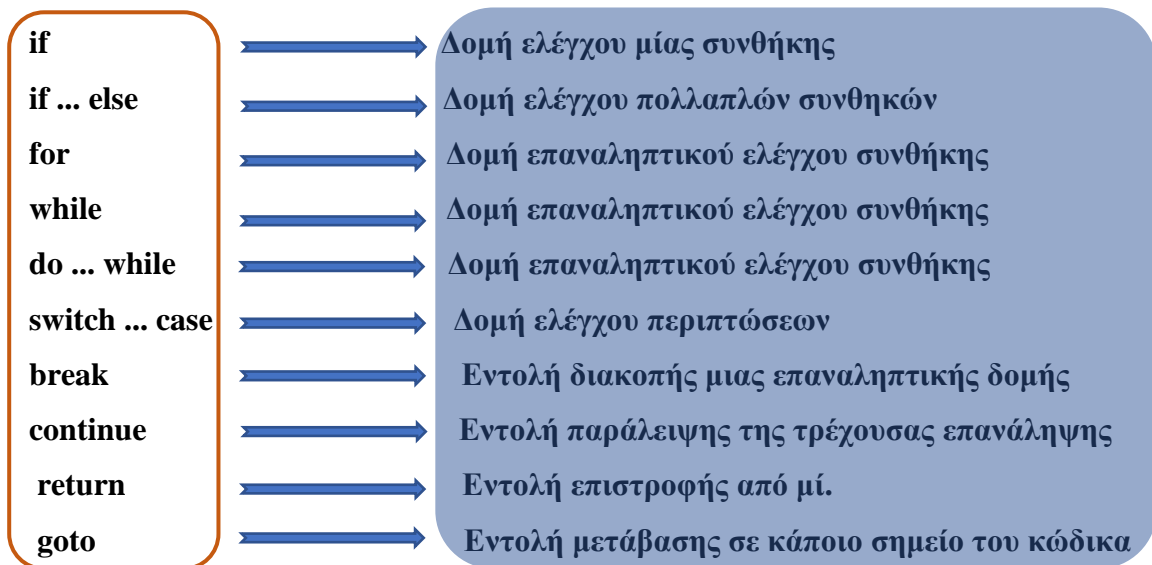 if Δομή ελέγχου μίας συνθήκης
if ... else Δομή ελέγχου πολλαπλών συνθηκών
for Δομή επαναληπτικού ελέγχου συνθήκης
while Δομή επαναληπτικού ελέγχου συνθήκης
do ... while Δομή επαναληπτικού ελέγχου συνθήκης
switch ... case Δομή ελέγχου περιπτώσεων
break Εντολή διακοπής μιας επαναληπτικής δομής
continue Εντολή παράλειψης της τρέχουσας επανάληψης
return Εντολή επιστροφής από μί.
goto Εντολή μετάβασης σε κάποιο σημείο του κώδικα